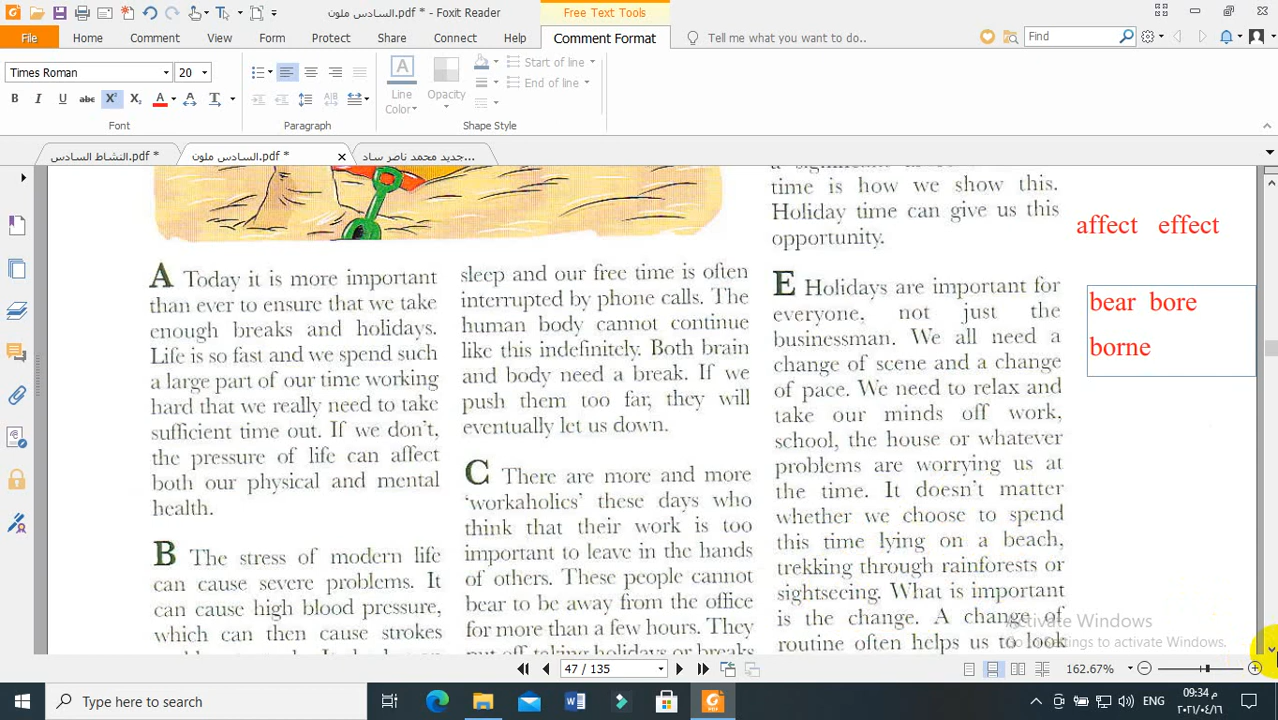 السادس ملون.pdf * - Foxit Reader
Free Text Tools
File Home Comment View Form Protect Share Connect Help Comment Format
Tell me what you want to do..
Find
Times Roman 20
Line Color
Opacity
Start of line
End of line
Font Paragraph Shape Style
النشاط السادس.pdf *
السادس ملون.pdf *
جديد محمد ناصر ساد...
time is how we show this.
Holiday time can give us this
opportunity.
A Today it is more important
than ever to ensure that we take
enough breaks and holidays.
Life is so fast and we spend such
a large part of our time working
hard that we really need to take
sufficient time out. If we don't,
the pressure of life can affect
both our physical and mental
health.
B The stress of modern life
can cause severe problems. It
can cause high blood pressure,
which can then cause strokes
sleep and our free time is often
interrupted by phone calls. The
human body cannot continue
like this indefinitely. Both brain
and body need a break. If we
push them too far, they will
eventually let us down.
C There are more and more
'workaholics' these days who
think that their work is too
important to leave in the hands
of others. These people cannot
bear to be away from the office
for more than a few hours. They
put off taking holidays or breaks
E Holidays are important for
everyone, not just the
businessman. We all need a
change of scene and a change
of pace. We need to relax and
take our minds off work,
school, the house or whatever
problems are worrying us at
the time. It doesn't matter
whether we choose to spend
this time lying on a beach,
trekking through rainforests or
sightseeing. What is important
is the change. A change of
routine often helps us to look
affect effect
bear bore
borne
Activate Windows
Go to Settings to activate Windows.
47 / 135
162.67%
Type here to search
ENG
09:34 م
٢٠٢١/٠٤/١٦